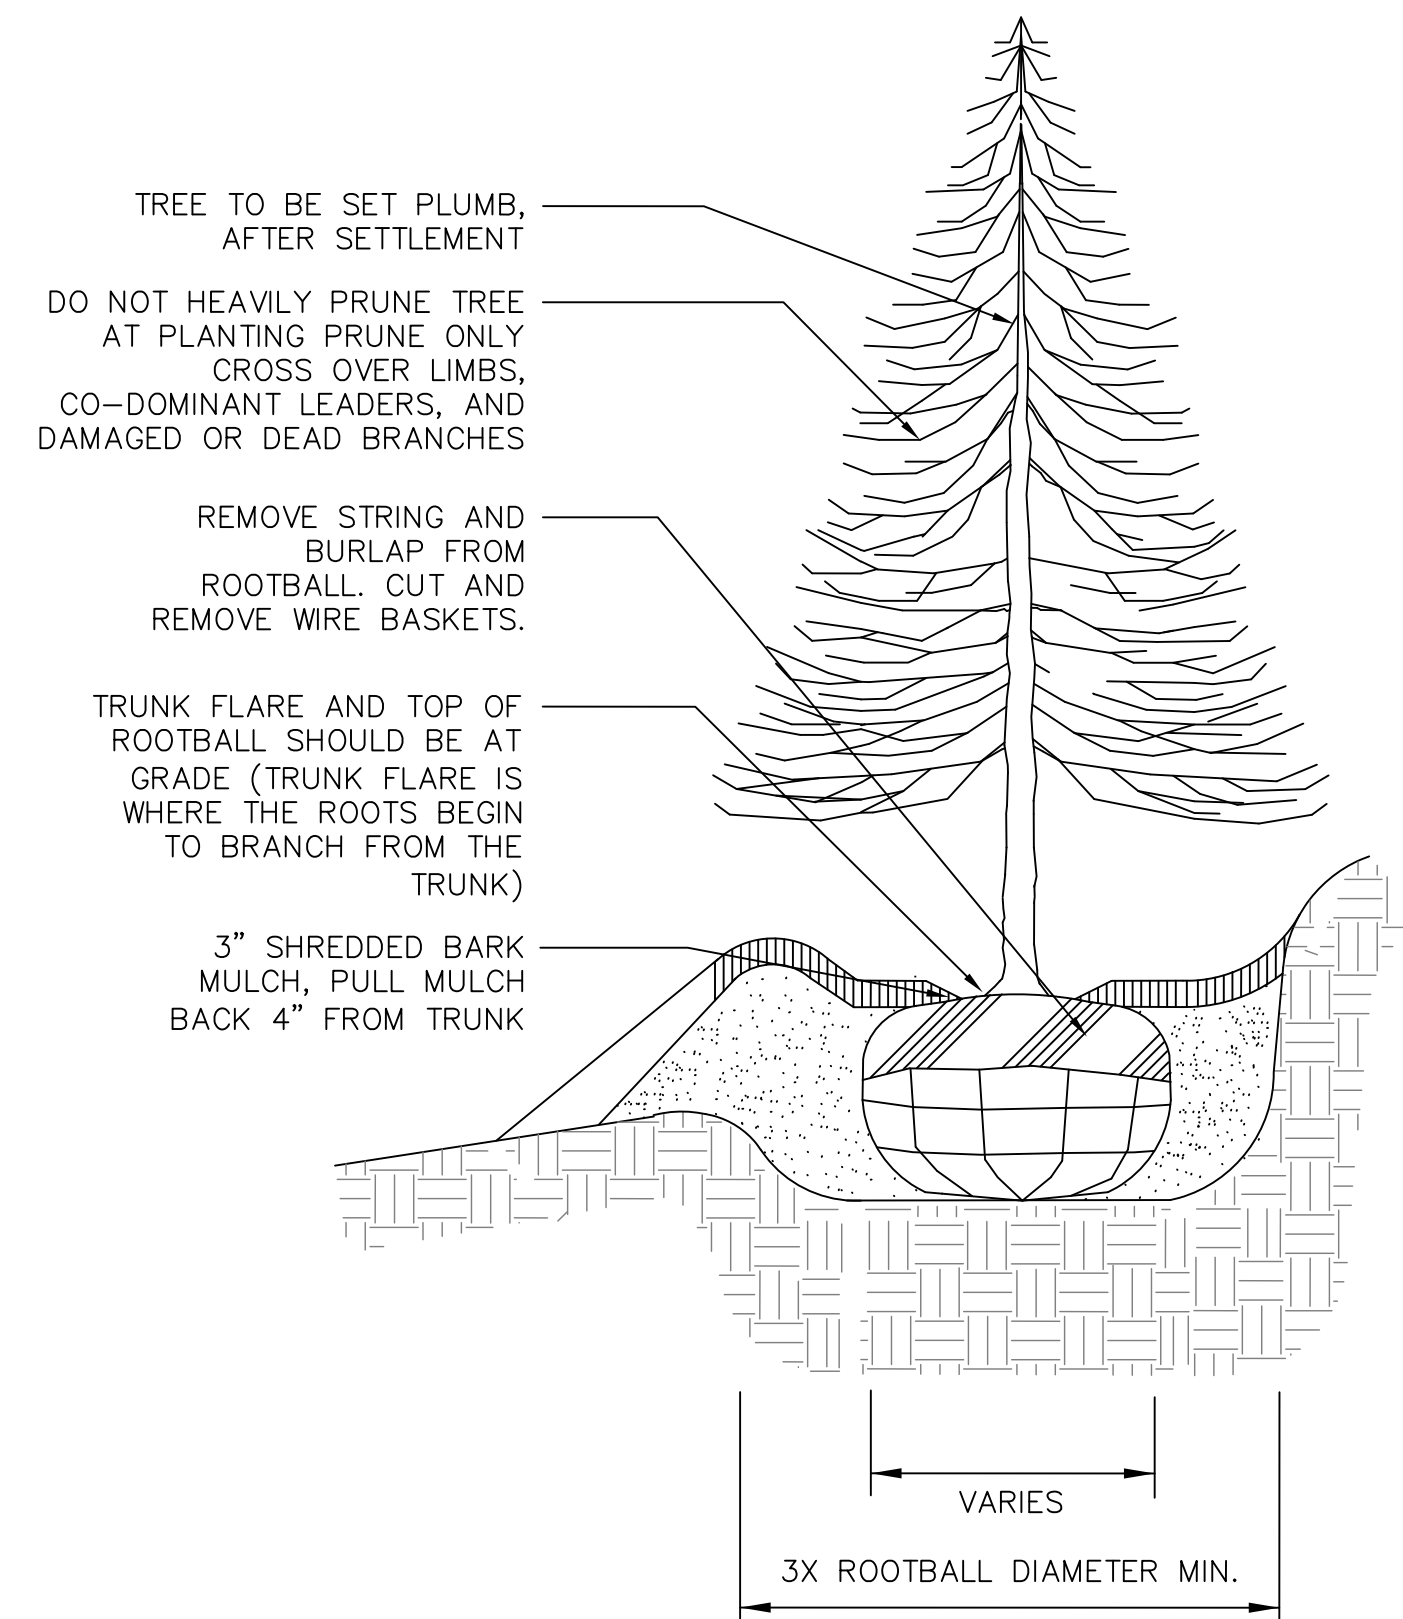 TREE TO BE SET PLUMB,
AFTER SETTLEMENT
DO NOT HEAVILY PRUNE TREE
AT PLANTING PRUNE ONLY
CROSS OVER LIMBS,
CO-DOMINANT LEADERS, AND
DAMAGED OR DEAD BRANCHES
REMOVE STRING AND
BURLAP FROM
ROOTBALL. CUT AND
REMOVE WIRE BASKETS.
TRUNK FLARE AND TOP OF
ROOTBALL SHOULD BE AT
GRADE (TRUNK FLARE IS
WHERE THE ROOTS BEGIN
TO BRANCH FROM THE
TRUNK)
3” SHREDDED BARK
MULCH, PULL MULCH
BACK 4” FROM TRUNK
VARIES
3X ROOTBALL DIAMETER MIN.